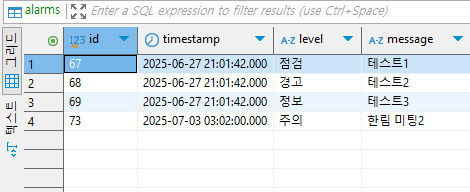 alarms Enter a SQL expression to filter results (use Ctrl+Space)
그리드
텍스트
123 id timestamp A-Z level A-Z message
1 67 2025-06-27 21:01:42.000 점검 테스트1
2 68 2025-06-27 21:01:42.000 경고 테스트2
3 69 2025-06-27 21:01:42.000 정보 테스트3
4 73 2025-07-03 03:02:00.000 주의 한림 미팅2